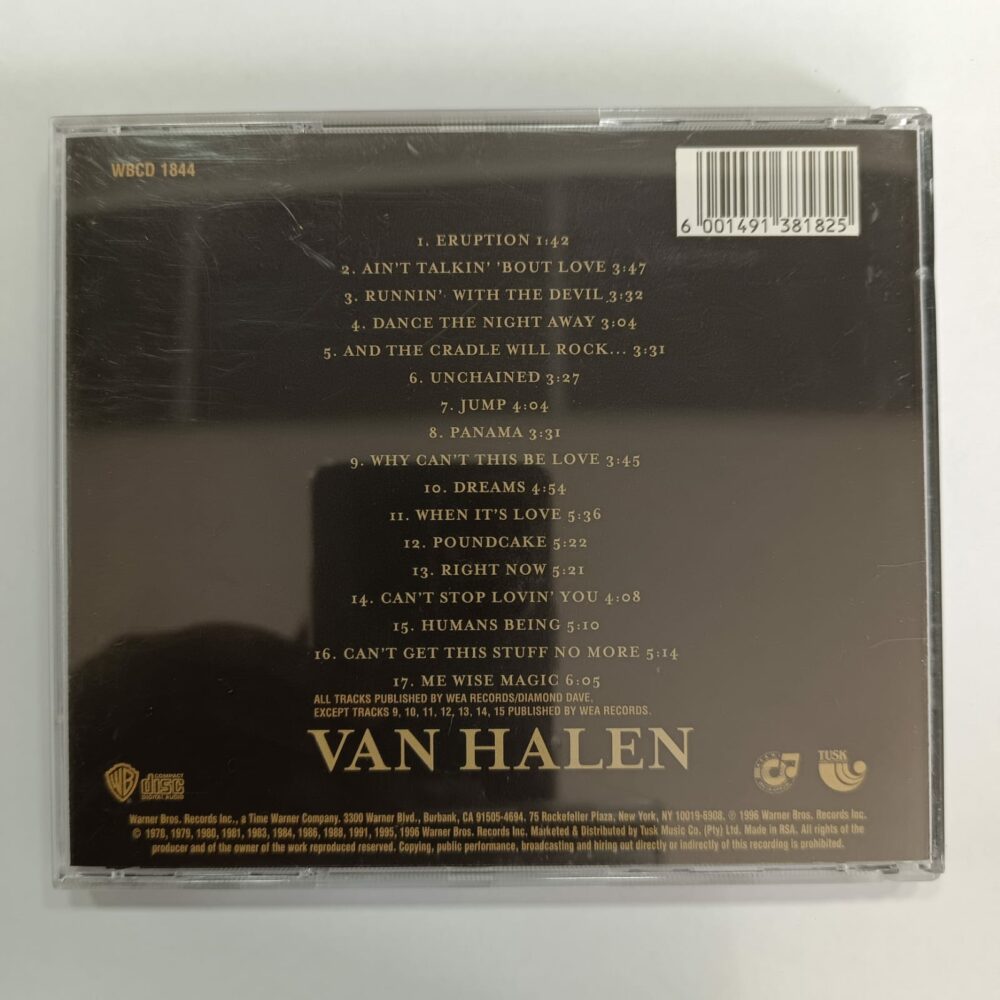 WBCD 1844
6 001491 381825
1. ERUPTION 1:42
2. AIN'T TALKIN' 'BOUT LOVE 3:47
3. RUNNIN' WITH THE DEVIL 3:32
4. DANCE THE NIGHT AWAY 3:04
5. AND THE CRADLE WILL ROCK... 3:31
6. UNCHAINED 3:27
7. JUMP 4:04
8. PANAMA 3:31
9. WHY CAN'T THIS BE LOVE 3:45
10. DREAMS 4:54
11. WHEN IT'S LOVE 5:36
12. POUNDCAKE 5:22
13. RIGHT NOW 5:21
14. CAN'T STOP LOVIN' YOU 4:08
15. HUMANS BEING 5:10
16. CAN'T GET THIS STUFF NO MORE 5:14
17. ME WISE MAGIC 6:05
ALL TRACKS PUBLISHED BY WEA RECORDS/DIAMOND DAVE,
EXCEPT TRACKS 9, 10, 11, 12, 13, 14, 15 PUBLISHED BY WEA RECORDS.
VAN HALEN
WB
COMPACT
disc
DIGITAL AUDIO
TUSK
Warner Bros. Records Inc., a Time Warner Company. 3300 Warner Blvd., Burbank, CA 91505-4694. 75 Rockefeller Plaza, New York, NY 10019-6908. ℗ 1996 Warner Bros. Records Inc.
© 1978, 1979, 1980, 1981, 1983, 1984, 1986, 1988, 1991, 1995, 1996 Warner Bros. Records Inc. Marketed & Distributed by Tusk Music Co. (Pty) Ltd. Made in RSA. All rights of the
producer and of the owner of the work reproduced reserved. Copying, public performance, broadcasting and hiring out directly or indirectly of this recording is prohibited.